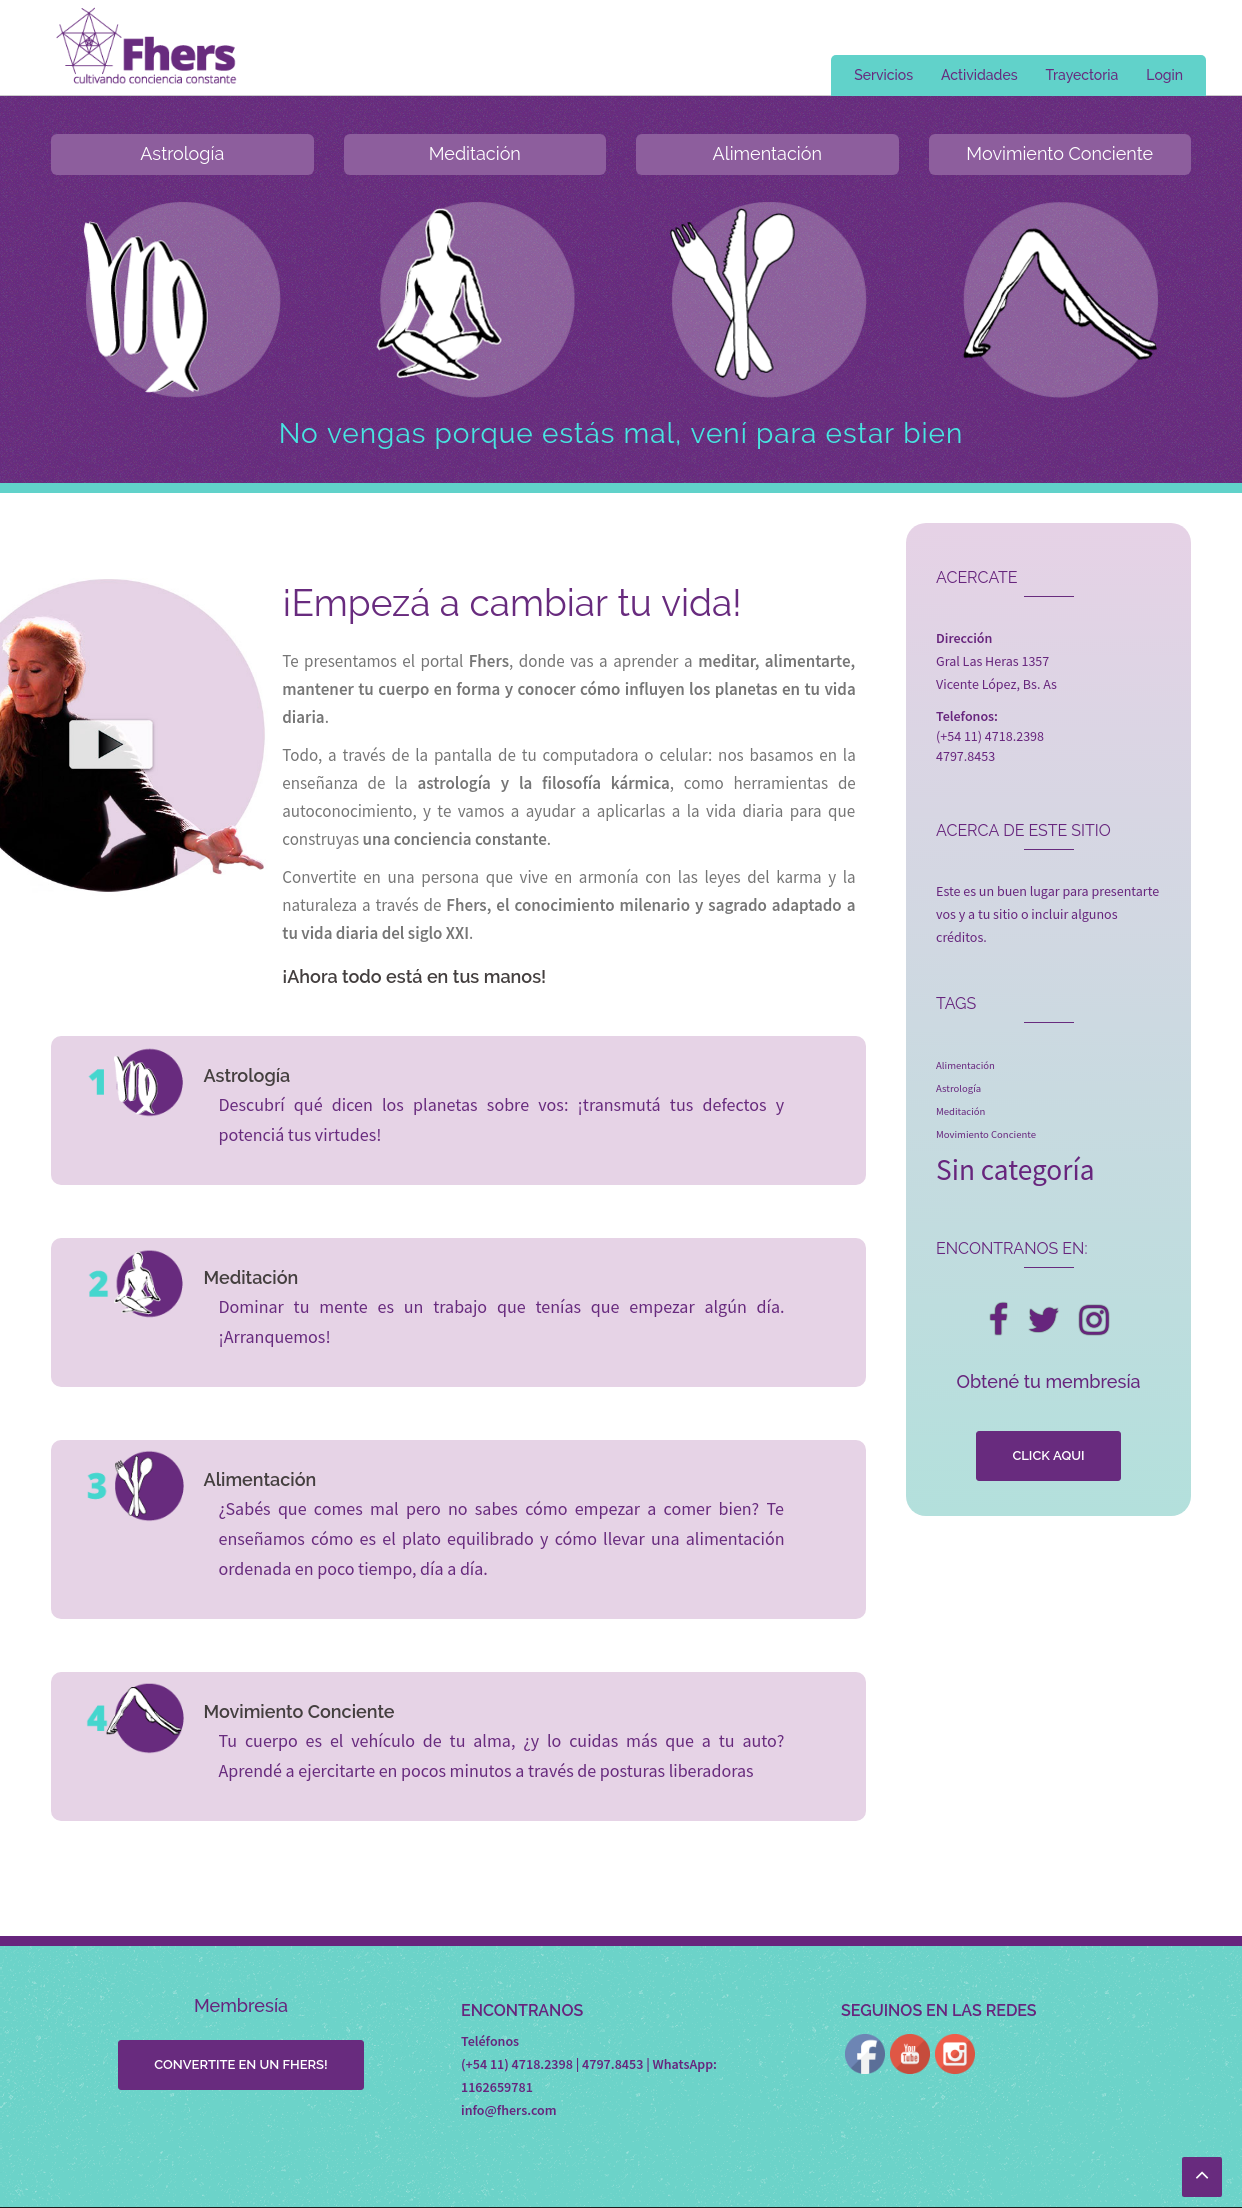 Fhers
cultivando conciencia constante
Servicios Actividades Trayectoria Login
Astrología Meditación Alimentación Movimiento Conciente
No vengas porque estás mal, vení para estar bien
¡Empezá a cambiar tu vida!
Te presentamos el portal Fhers, donde vas a aprender a meditar, alimentarte,
mantener tu cuerpo en forma y conocer cómo influyen los planetas en tu vida
diaria.
Todo, a través de la pantalla de tu computadora o celular: nos basamos en la
enseñanza de la astrología y la filosofía kármica, como herramientas de
autoconocimiento, y te vamos a ayudar a aplicarlas a la vida diaria para que
construyas una conciencia constante.
Convertite en una persona que vive en armonía con las leyes del karma y la
naturaleza a través de Fhers, el conocimiento milenario y sagrado adaptado a
tu vida diaria del siglo XXI.
¡Ahora todo está en tus manos!
1
Astrología
Descubrí qué dicen los planetas sobre vos: ¡transmutá tus defectos y
potenciá tus virtudes!
2
Meditación
Dominar tu mente es un trabajo que tenías que empezar algún día.
¡Arranquemos!
3
Alimentación
¿Sabés que comes mal pero no sabes cómo empezar a comer bien? Te
enseñamos cómo es el plato equilibrado y cómo llevar una alimentación
ordenada en poco tiempo, día a día.
4
Movimiento Conciente
Tu cuerpo es el vehículo de tu alma, ¿y lo cuidas más que a tu auto?
Aprendé a ejercitarte en pocos minutos a través de posturas liberadoras
ACERCATE
Dirección
Gral Las Heras 1357
Vicente López, Bs. As
Telefonos:
(+54 11) 4718.2398
4797.8453
ACERCA DE ESTE SITIO
Este es un buen lugar para presentarte
vos y a tu sitio o incluir algunos
créditos.
TAGS
Alimentación
Astrología
Meditación
Movimiento Conciente
Sin categoría
ENCONTRANOS EN:
Obtené tu membresía
CLICK AQUI
Membresía
CONVERTITE EN UN FHERS!
ENCONTRANOS
Teléfonos
(+54 11) 4718.2398 | 4797.8453 | WhatsApp:
1162659781
info@fhers.com
SEGUINOS EN LAS REDES
You
Tube